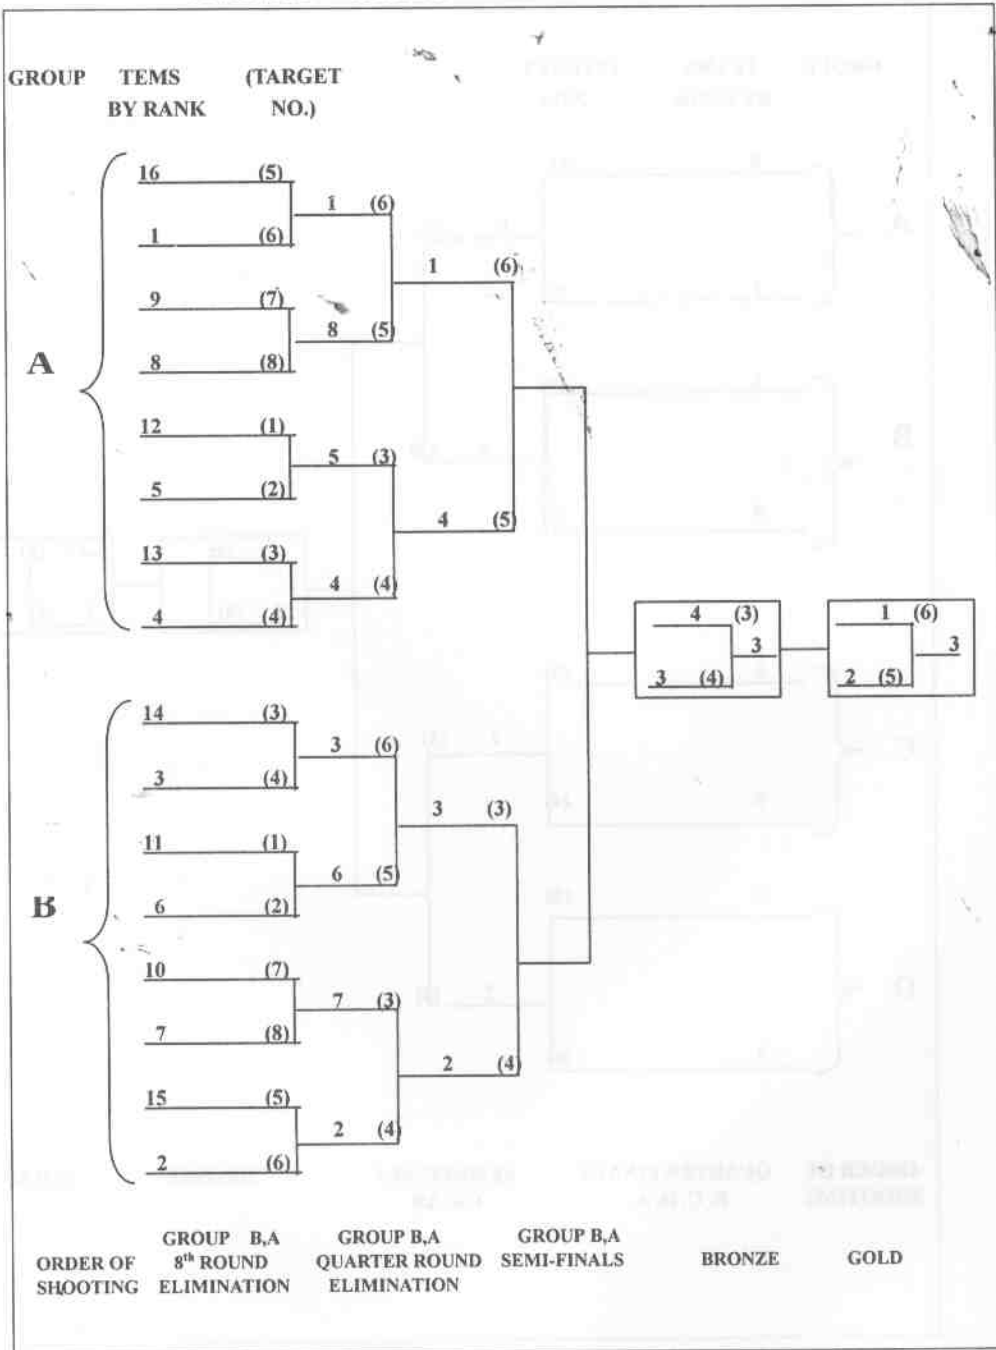 GROUP TEMS (TARGET
BY RANK NO.)
16 (5)
1 (6)
1 (6)
1 (6)
9 (7)
8 (5)
A
8 (8)
12 (1)
5 (3)
5 (2)
4 (5)
13 (3)
4 (4)
4 (4)
4 (3)
3
3 (4)
1 (6)
3
2 (5)
14 (3)
3 (6)
3 (4)
3 (3)
11 (1)
6 (5)
B
6 (2)
10 (7)
7 (3)
7 (8)
2 (4)
15 (5)
2 (4)
2 (6)
ORDER OF
SHOOTING
GROUP B,A
8th ROUND
ELIMINATION
GROUP B,A
QUARTER ROUND
ELIMINATION
GROUP B,A
SEMI-FINALS
BRONZE
GOLD